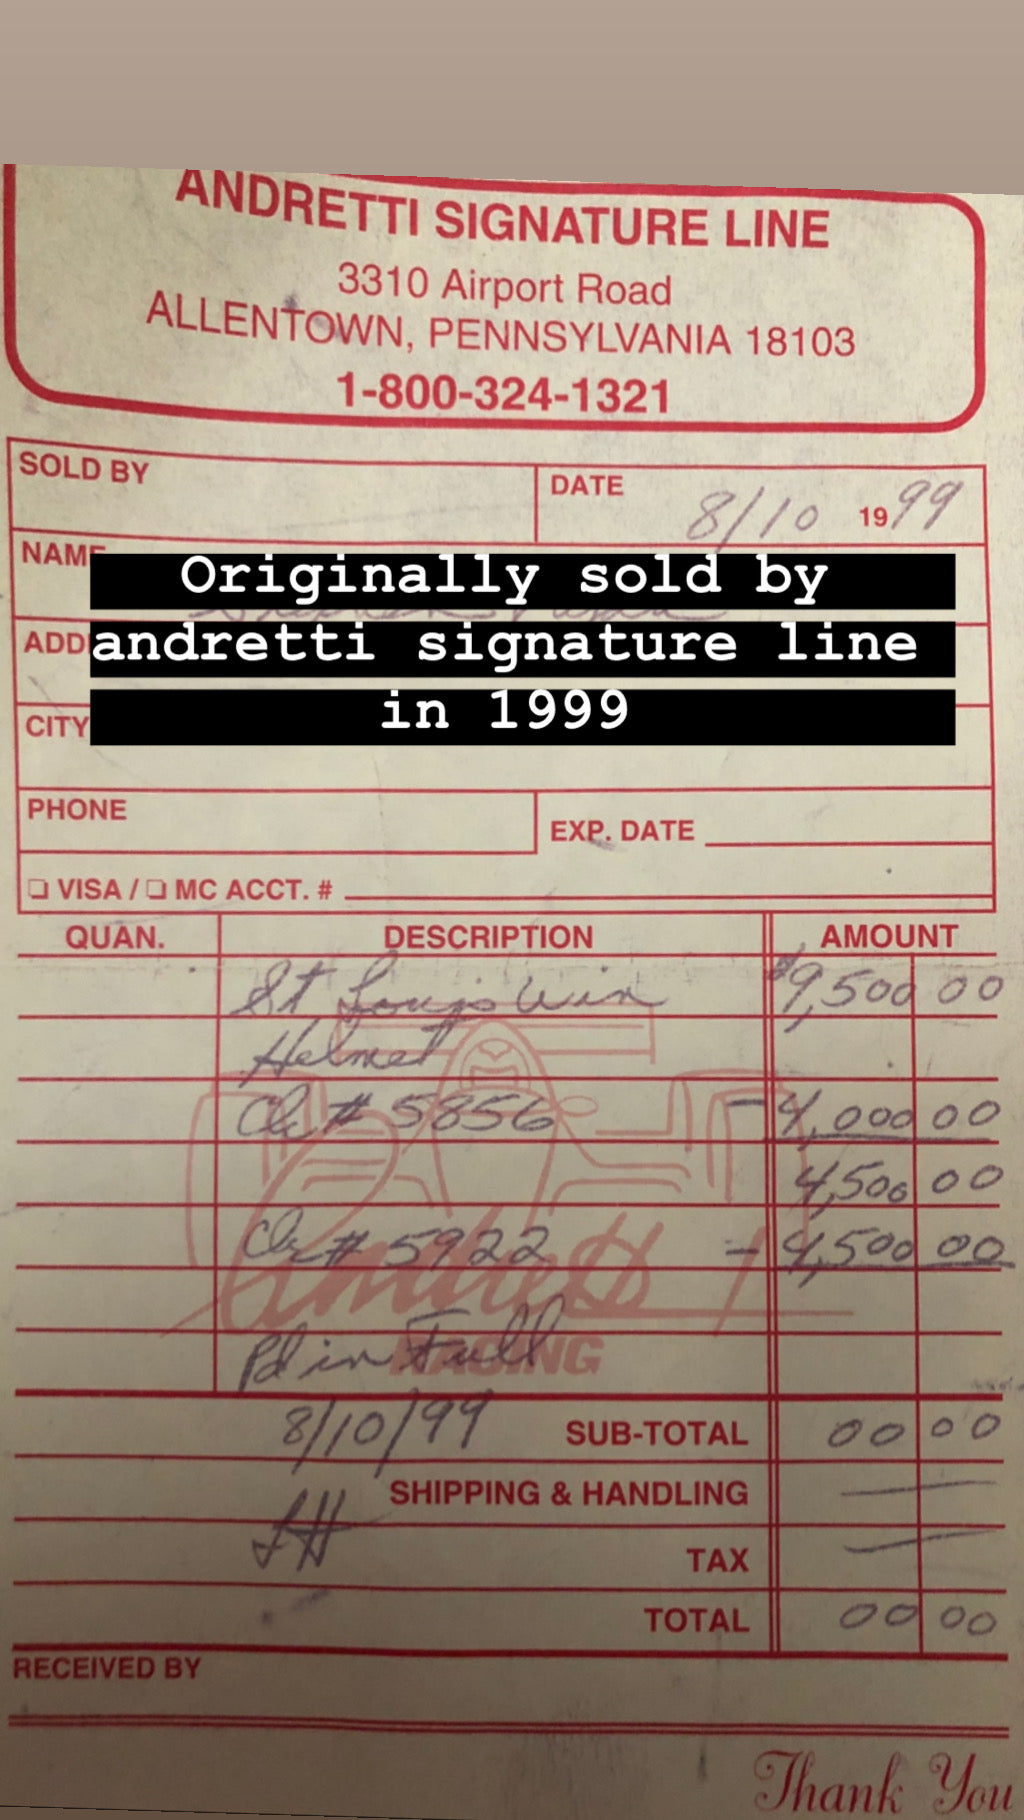 ANDRETTI SIGNATURE LINE
3310 Airport Road
ALLENTOWN, PENNSYLVANIA 18103
1-800-324-1321
SOLD BY
DATE 8/10 1999
NAME
Originally sold by
ADD
andretti signature line
in 1999
CITY
PHONE
EXP. DATE
VISA / MC ACCT. #
QUAN. DESCRIPTION AMOUNT
St Louis Win $9,500 00
Helmet
Ck # 5856 - 4,000 00
4,500 00
Ck # 5922 - 4,500 00
Andretti
RACING
Pd in Full
8/10/99 SUB-TOTAL 00 00
SHIPPING & HANDLING —
TAX —
TOTAL 00 00
RECEIVED BY
Thank You